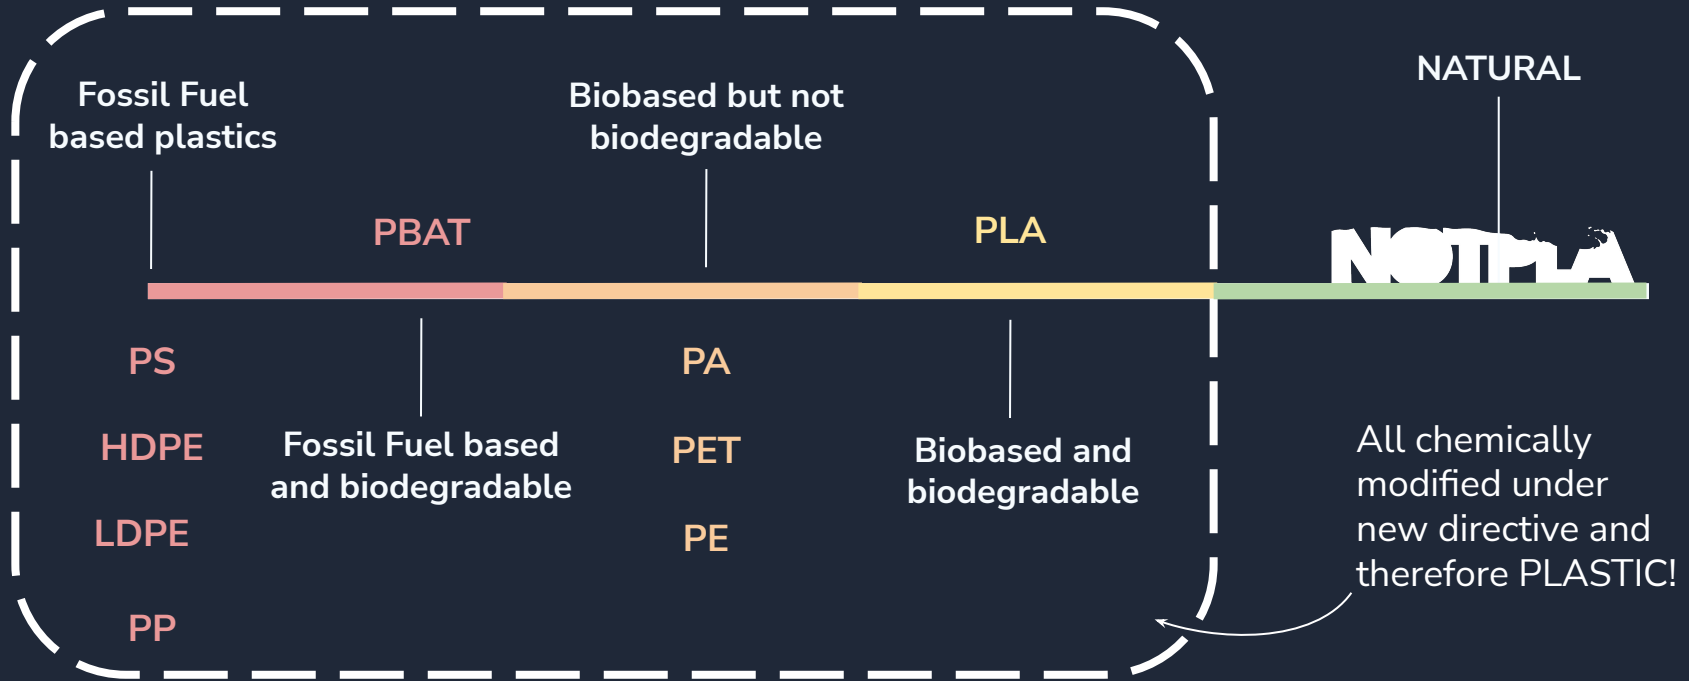 Fossil Fuel
based plastics
Biobased but not
biodegradable
NATURAL
PBAT
PLA
NOTPLA
PS
HDPE
LDPE
PP
Fossil Fuel based
and biodegradable
PA
PET
PE
Biobased and
biodegradable
All chemically
modified under
new directive and
therefore PLASTIC!